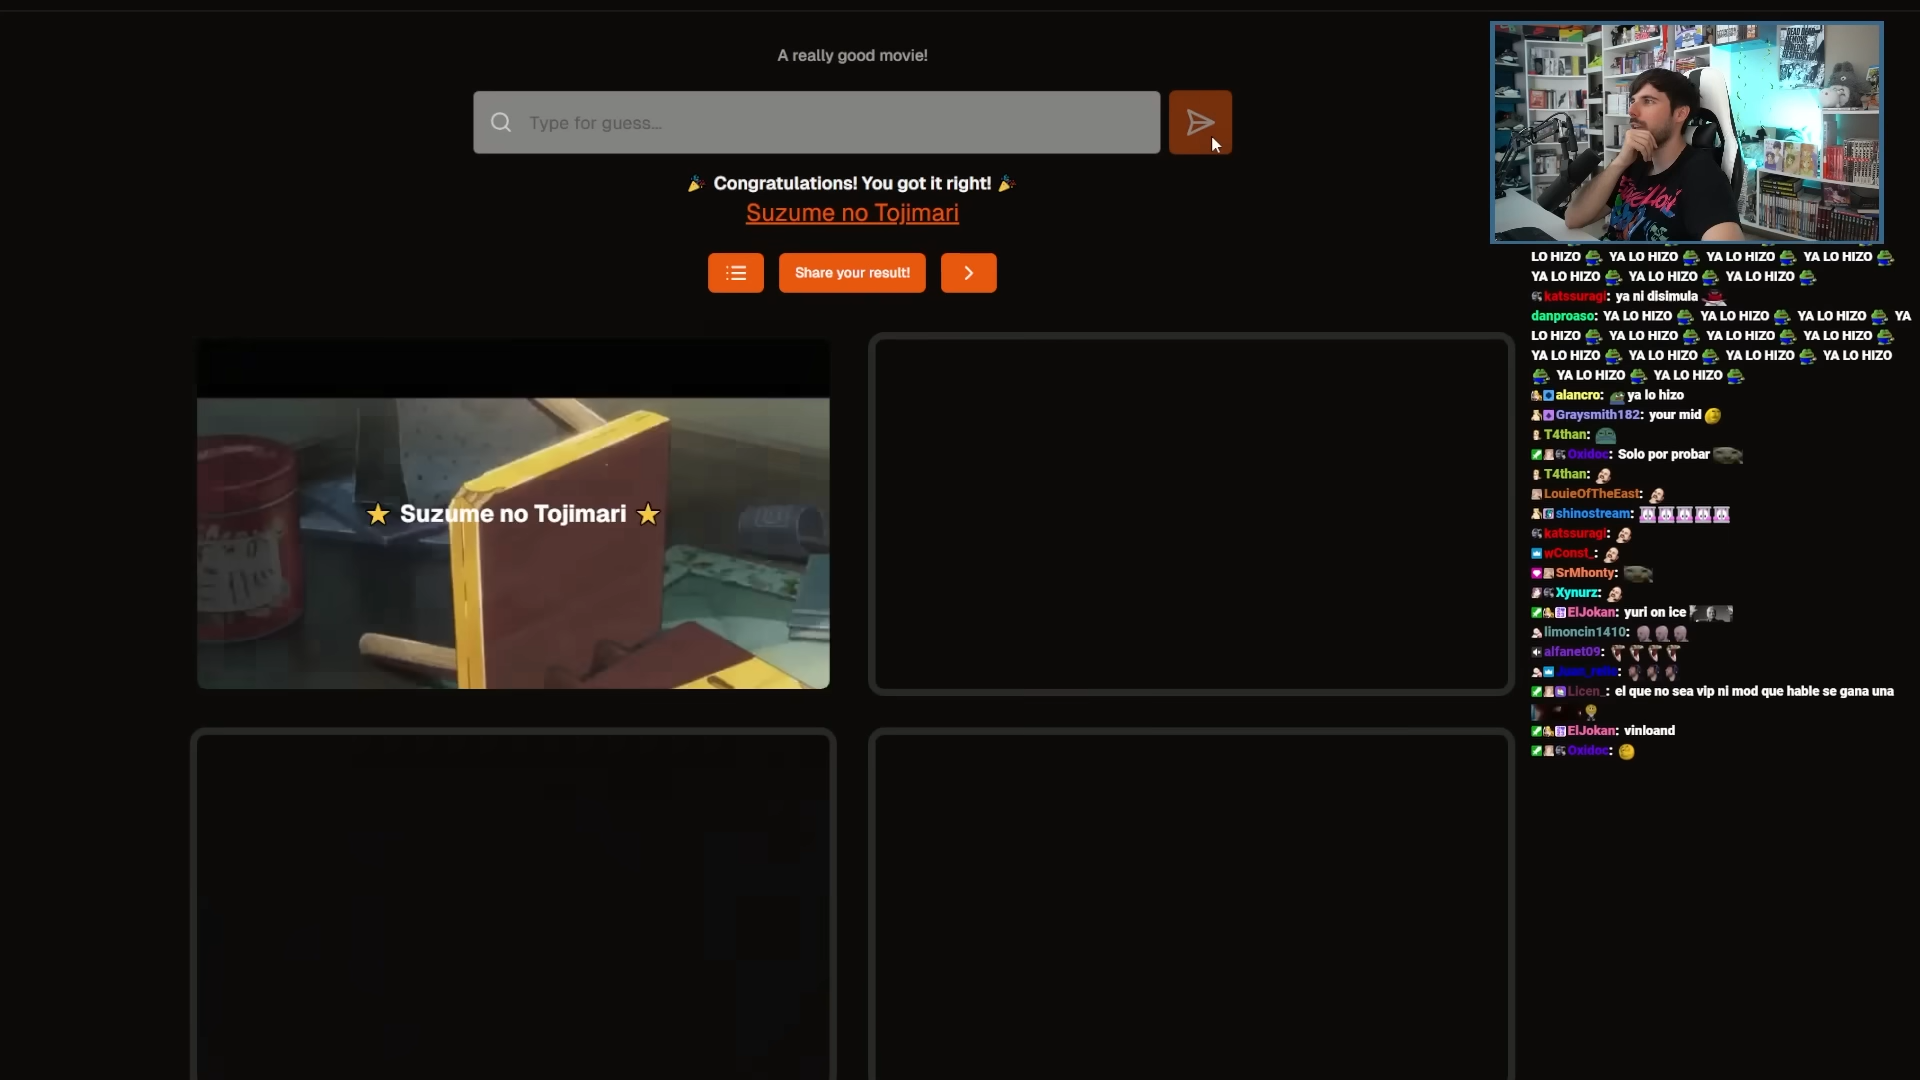 A really good movie!
Type for guess...
🎉 Congratulations! You got it right! 🎉
Suzume no Tojimari
Share your result!
⭐ Suzume no Tojimari ⭐
LO HIZO YA LO HIZO YA LO HIZO YA LO HIZO
YA LO HIZO YA LO HIZO YA LO HIZO
katssuragi: ya ni disimula
danproaso: YA LO HIZO YA LO HIZO YA LO HIZO YA
LO HIZO YA LO HIZO YA LO HIZO YA LO HIZO
YA LO HIZO YA LO HIZO YA LO HIZO YA LO HIZO
YA LO HIZO YA LO HIZO
alancro: ya lo hizo
Graysmith182: your mid
T4than:
Oxidoc: Solo por probar
T4than:
LouieOfTheEast:
shinostream:
katssuragi:
wConst_:
SrMhonty:
Xynurz:
ElJokan: yuri on ice
limoncin1410:
alfanet09:
Licen_: el que no sea vip ni mod que hable se gana una
ElJokan: vinloand
Oxidoc: